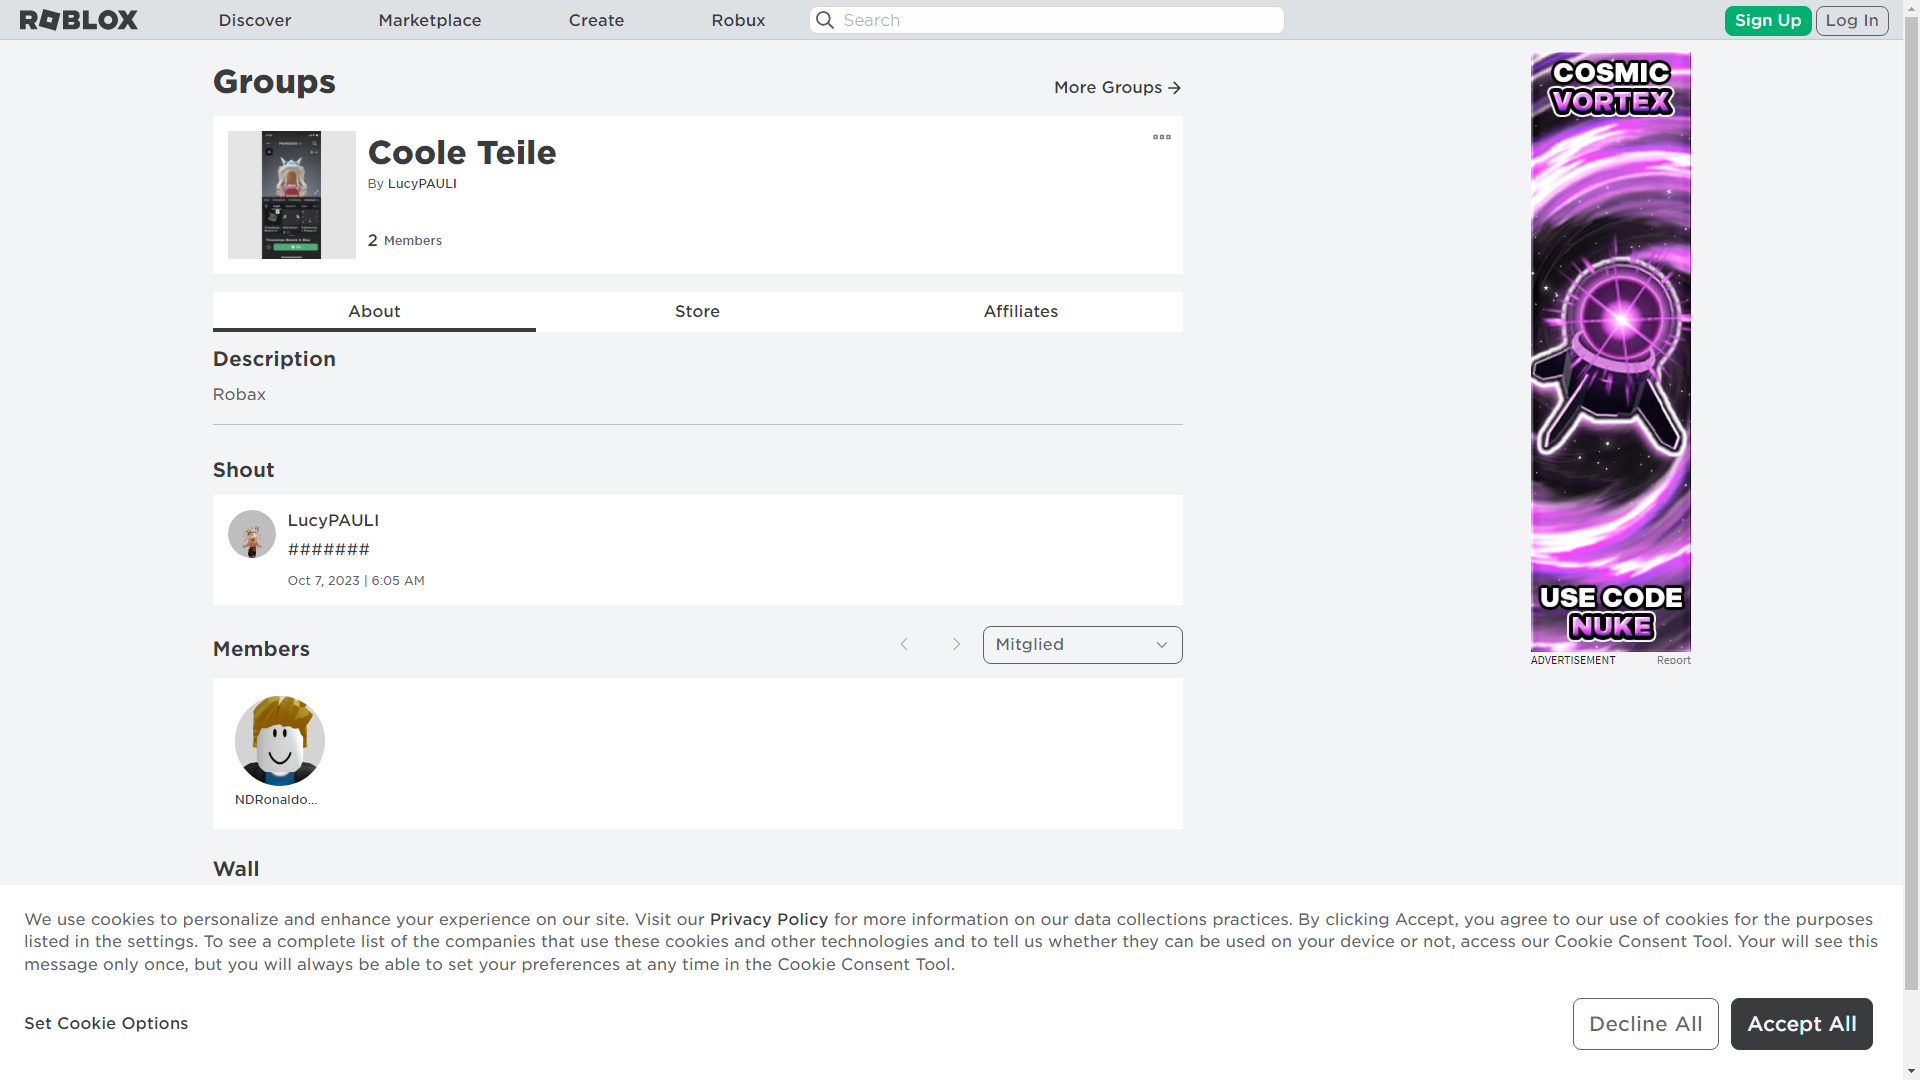 ROBLOX
Discover
Marketplace
Create
Robux
Search
Sign Up
Log In
Groups
More Groups
Coole Teile
By LucyPAULI
2 Members
About
Store
Affiliates
Description
Robax
Shout
LucyPAULI
#######
Oct 7, 2023 | 6:05 AM
Members
Mitglied
NDRonaldo...
Wall
COSMIC
VORTEX
USE CODE
NUKE
ADVERTISEMENT
Report
We use cookies to personalize and enhance your experience on our site. Visit our Privacy Policy for more information on our data collections practices. By clicking Accept, you agree to our use of cookies for the purposes
listed in the settings. To see a complete list of the companies that use these cookies and other technologies and to tell us whether they can be used on your device or not, access our Cookie Consent Tool. Your will see this
message only once, but you will always be able to set your preferences at any time in the Cookie Consent Tool.
Set Cookie Options
Decline All
Accept All